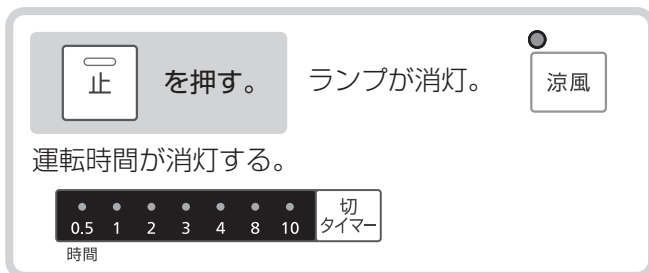 止 を押す。 ランプが消灯。 涼風
運転時間が消灯する。
0.5 1 2 3 4 8 10 切
タイマー
時間